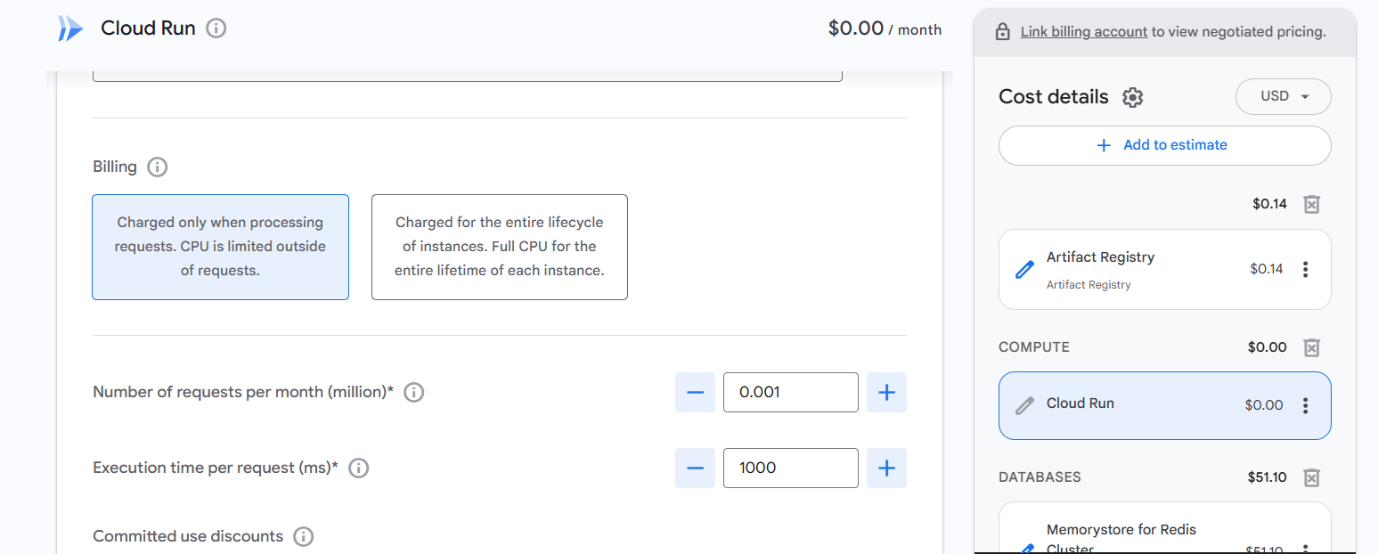 Cloud Run
$0.00 / month
Billing
Charged only when processing
requests. CPU is limited outside
of requests.
Charged for the entire lifecycle
of instances. Full CPU for the
entire lifetime of each instance.
Number of requests per month (million)*
0.001
Execution time per request (ms)*
1000
Committed use discounts
Link billing account to view negotiated pricing.
Cost details
USD
Add to estimate
$0.14
Artifact Registry
$0.14
Artifact Registry
COMPUTE $0.00
Cloud Run $0.00
DATABASES $51.10
Memorystore for Redis
Cluster $51.10